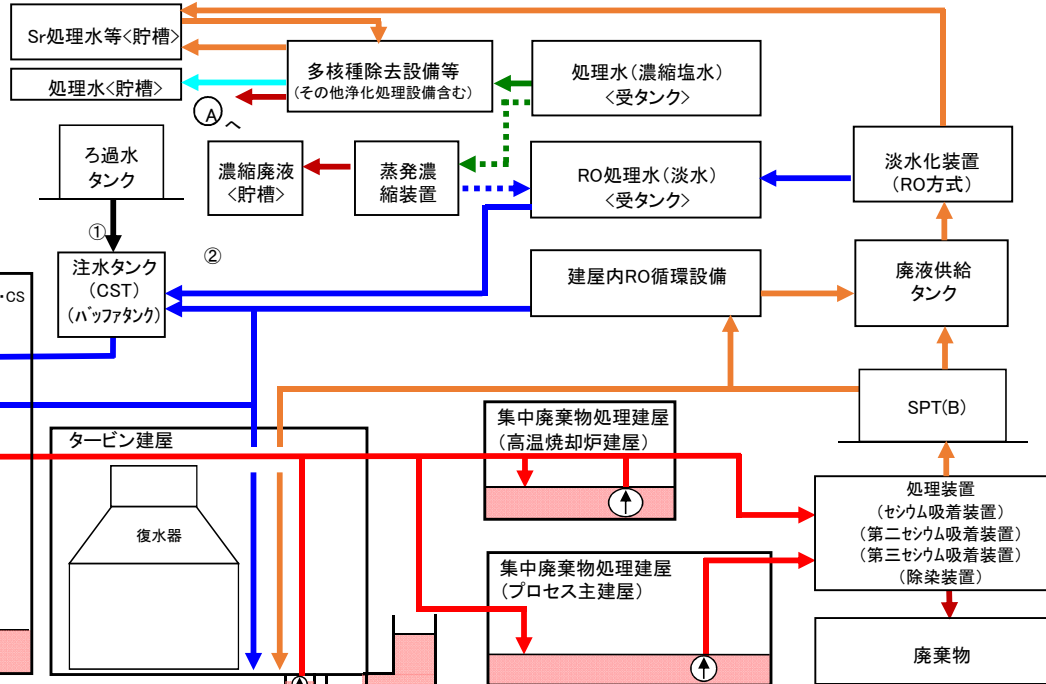 Sr処理水等<貯槽>
処理水<貯槽>
多核種除去設備等
(その他浄化処理設備含む)
Aへ
処理水(濃縮塩水)
<受タンク>
ろ過水
タンク
濃縮廃液
<貯槽>
蒸発濃
縮装置
RO処理水(淡水)
<受タンク>
淡水化装置
(RO方式)
①
②
注水タンク
(CST)
(バッファタンク)
・CS
建屋内RO循環設備
廃液供給
タンク
SPT(B)
タービン建屋
復水器
集中廃棄物処理建屋
(高温焼却炉建屋)
集中廃棄物処理建屋
(プロセス主建屋)
処理装置
(セシウム吸着装置)
(第二セシウム吸着装置)
(第三セシウム吸着装置)
(除染装置)
廃棄物